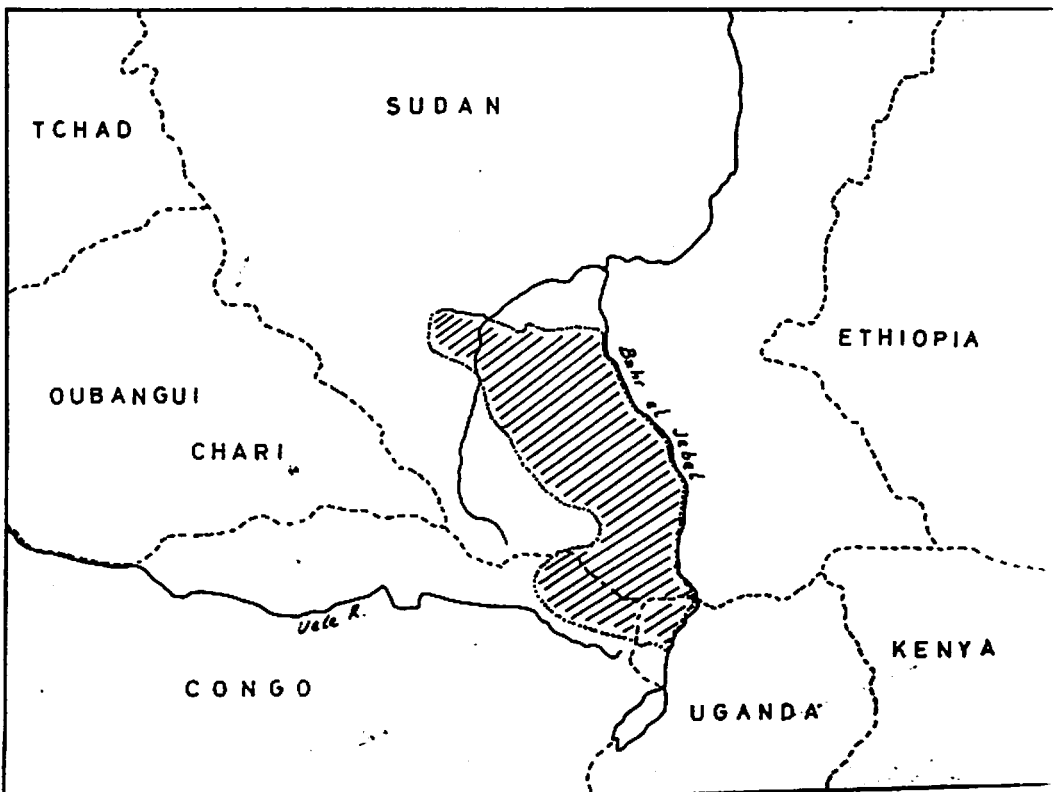 SUDAN
TCHAD
ETHIOPIA
Bahr el Jebel
OUBANGUI
CHARI
Uele R.
KENYA
CONGO
UGANDA